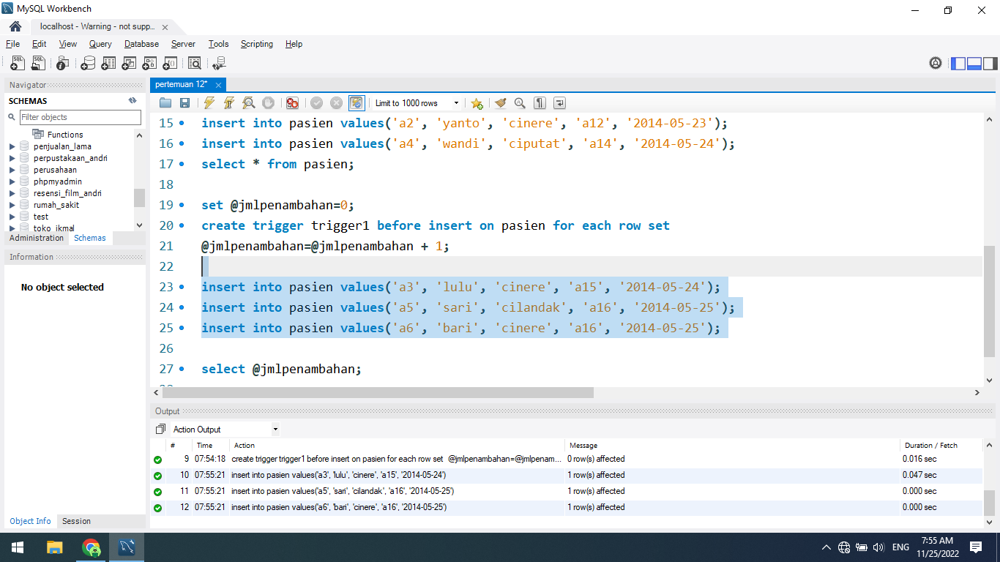 MySQL Workbench
localhost - Warning - not supp...
File Edit View Query Database Server Tools Scripting Help
Navigator
SCHEMAS
Filter objects
Functions
penjualan_lama
perpustakaan_andri
perusahaan
phpmyadmin
resensi_film_andri
rumah_sakit
test
toko_ikmal
Administration Schemas
Information
No object selected
Object Info Session
pertemuan 12*
Limit to 1000 rows
15 insert into pasien values('a2', 'yanto', 'cinere', 'a12', '2014-05-23');
16 insert into pasien values('a4', 'wandi', 'ciputat', 'a14', '2014-05-24');
17 select * from pasien;
18
19 set @jmlpenambahan=0;
20 create trigger trigger1 before insert on pasien for each row set
21 @jmlpenambahan=@jmlpenambahan + 1;
22
23 insert into pasien values('a3', 'lulu', 'cinere', 'a15', '2014-05-24');
24 insert into pasien values('a5', 'sari', 'cilandak', 'a16', '2014-05-25');
25 insert into pasien values('a6', 'bari', 'cinere', 'a16', '2014-05-25');
26
27 select @jmlpenambahan;
Output
Action Output
# Time Action Message Duration / Fetch
9 07:54:18 create trigger trigger1 before insert on pasien for each row set @jmlpenambahan=@jmlpenam... 0 row(s) affected 0.016 sec
10 07:55:21 insert into pasien values('a3', 'lulu', 'cinere', 'a15', '2014-05-24') 1 row(s) affected 0.047 sec
11 07:55:21 insert into pasien values('a5', 'sari', 'cilandak', 'a16', '2014-05-25') 1 row(s) affected 0.000 sec
12 07:55:21 insert into pasien values('a6', 'bari', 'cinere', 'a16', '2014-05-25') 1 row(s) affected 0.000 sec
ENG
7:55 AM
11/25/2022